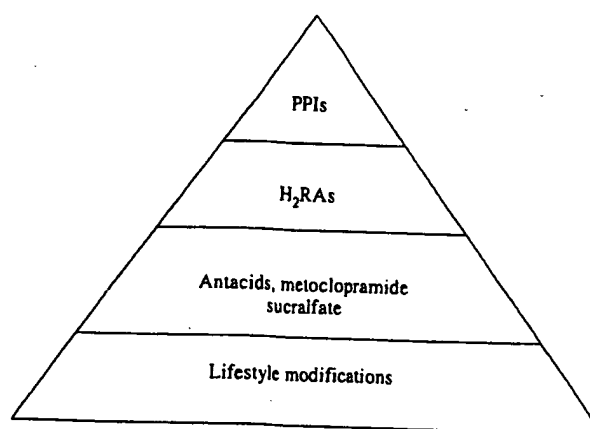 PPIs
H₂RAs
Antacids, metoclopramide
sucralfate
Lifestyle modifications